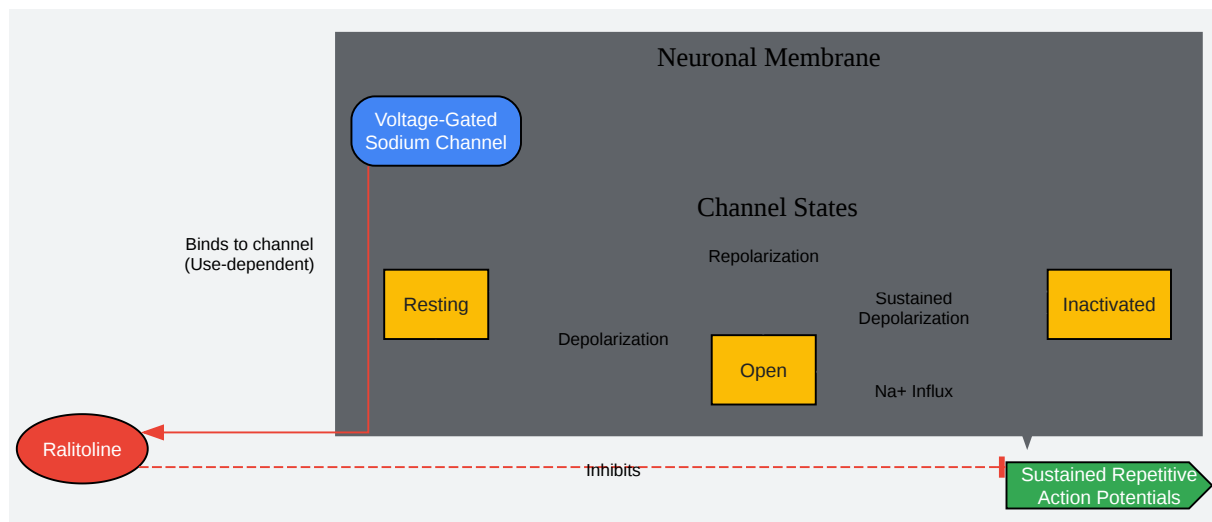 Neuronal Membrane
Voltage-Gated
Sodium Channel
Channel States
Binds to channel
(Use-dependent)
Repolarization
Resting
Sustained
Depolarization
Inactivated
Depolarization
Open
Na+ Influx
Ralitoline
Inhibits
Sustained Repetitive
Action Potentials